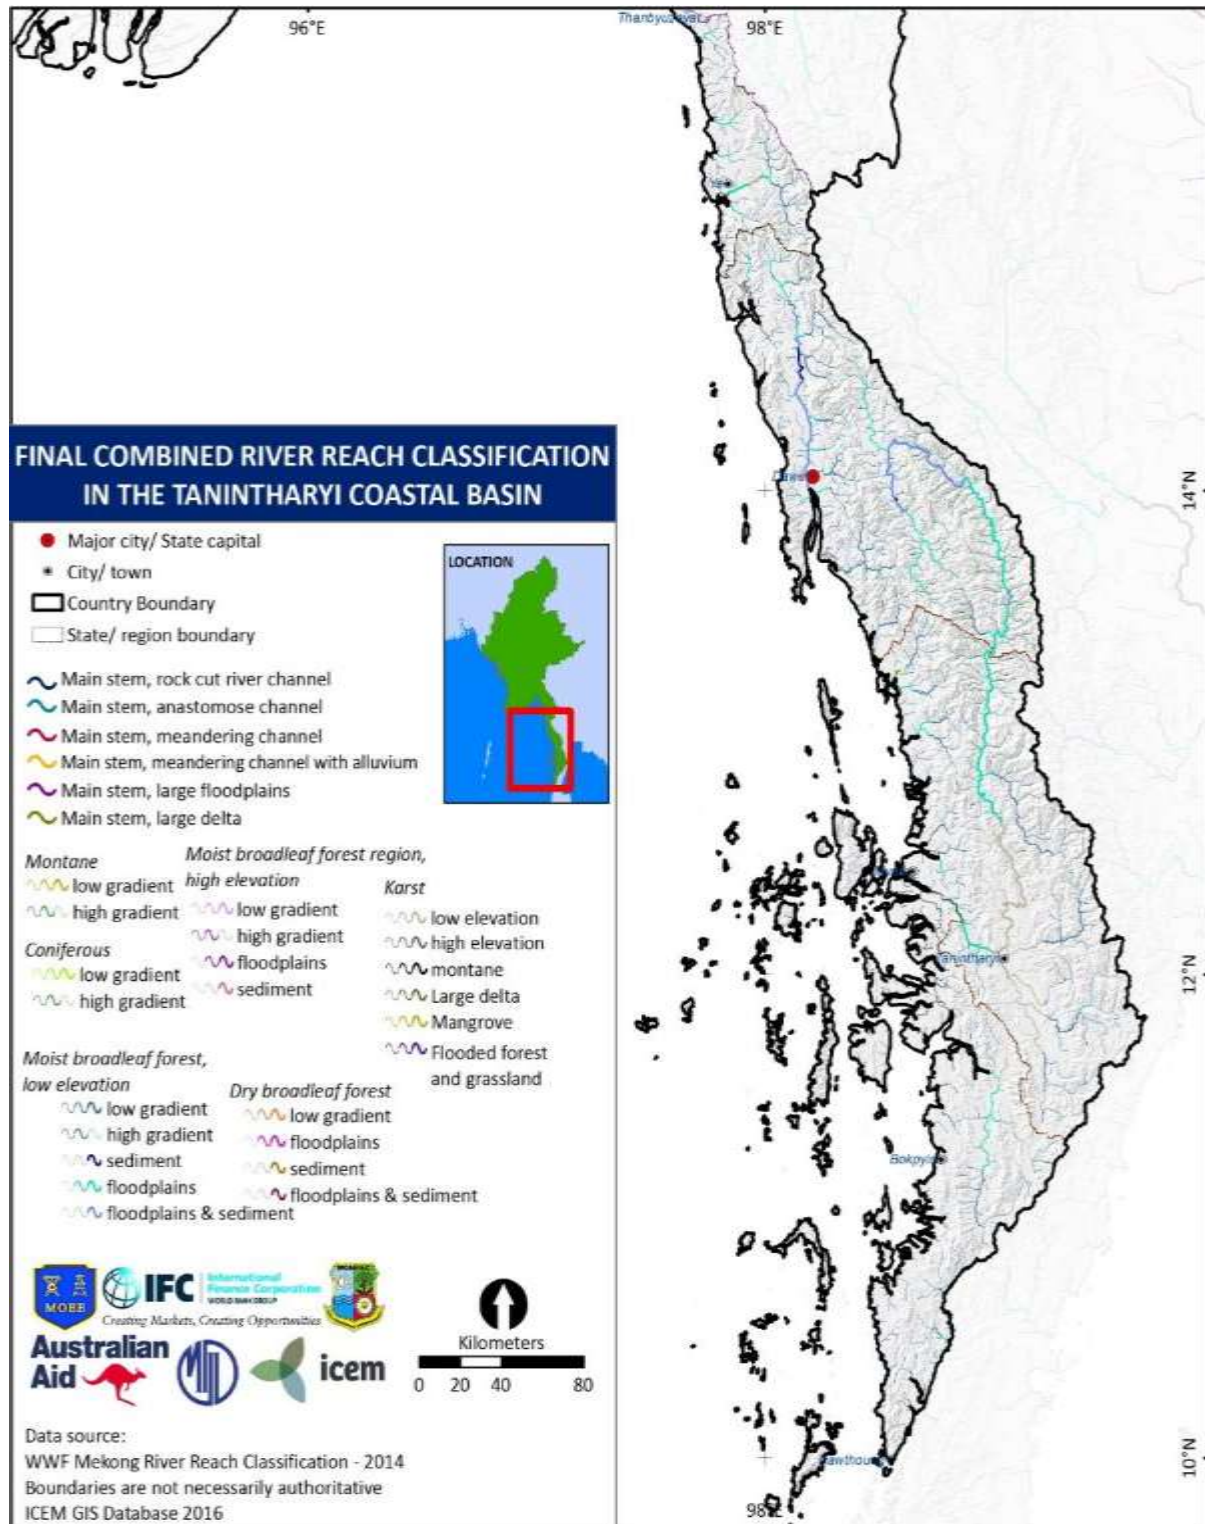 96°E
98°E
Thanbyuzayat
14°N
Tanintharyi
12°N
Bokpyin
10°N
FINAL COMBINED RIVER REACH CLASSIFICATION
IN THE TANINTHARYI COASTAL BASIN
Major city/ State capital
City/ town
Country Boundary
State/ region boundary
LOCATION
Main stem, rock cut river channel
Main stem, anastomose channel
Main stem, meandering channel
Main stem, meandering channel with alluvium
Main stem, large floodplains
Main stem, large delta
Montane
low gradient
high gradient
Coniferous
low gradient
high gradient
Moist broadleaf forest region,
high elevation
low gradient
high gradient
floodplains
sediment
Karst
low elevation
high elevation
montane
Large delta
Mangrove
Flooded forest
and grassland
Moist broadleaf forest,
low elevation
low gradient
high gradient
sediment
floodplains
floodplains & sediment
Dry broadleaf forest
low gradient
floodplains
sediment
floodplains & sediment
MOEE
IFC
International
Finance Corporation
WORLD BANK GROUP
Creating Markets, Creating Opportunities
Australian
Aid
icem
Kilometers
0 20 40 80
Data source:
WWF Mekong River Reach Classification - 2014
Boundaries are not necessarily authoritative
ICEM GIS Database 2016